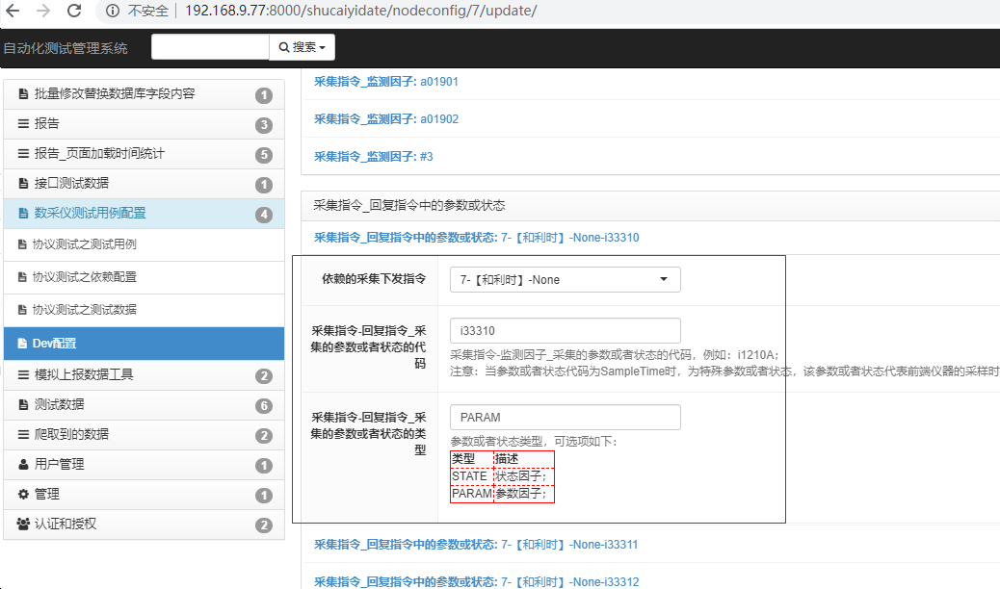 不安全 192.168.9.77:8000/shucaiyidate/nodeconfig/7/update/
自动化测试管理系统 搜索
批量修改替换数据库字段内容 1
报告 3
报告_页面加载时间统计 5
接口测试数据 1
数采仪测试用例配置 4
协议测试之测试用例
协议测试之依赖配置
协议测试之测试数据
Dev配置
模拟上报数据工具 2
测试数据 6
爬取到的数据 2
用户管理 1
管理 1
认证和授权 2
采集指令_监测因子: a01901
采集指令_监测因子: a01902
采集指令_监测因子: #3
采集指令_回复指令中的参数或状态
采集指令_回复指令中的参数或状态: 7-【和利时】-None-i33310
依赖的采集下发指令 7-【和利时】-None
采集指令-回复指令_采
集的参数或者状态的代
码
i33310
采集指令-监测因子_采集的参数或者状态的代码，例如：i1210A；
注意：当参数或者状态代码为SampleTime时，为特殊参数或者状态，该参数或者状态代表前端仪器的采样时
采集指令-回复指令_采
集的参数或者状态的类
型
PARAM
参数或者状态类型，可选项如下：
类型 描述
STATE 状态因子；
PARAM 参数因子；
采集指令_回复指令中的参数或状态: 7-【和利时】-None-i33311
采集指令_回复指令中的参数或状态: 7-【和利时】-None-i33312